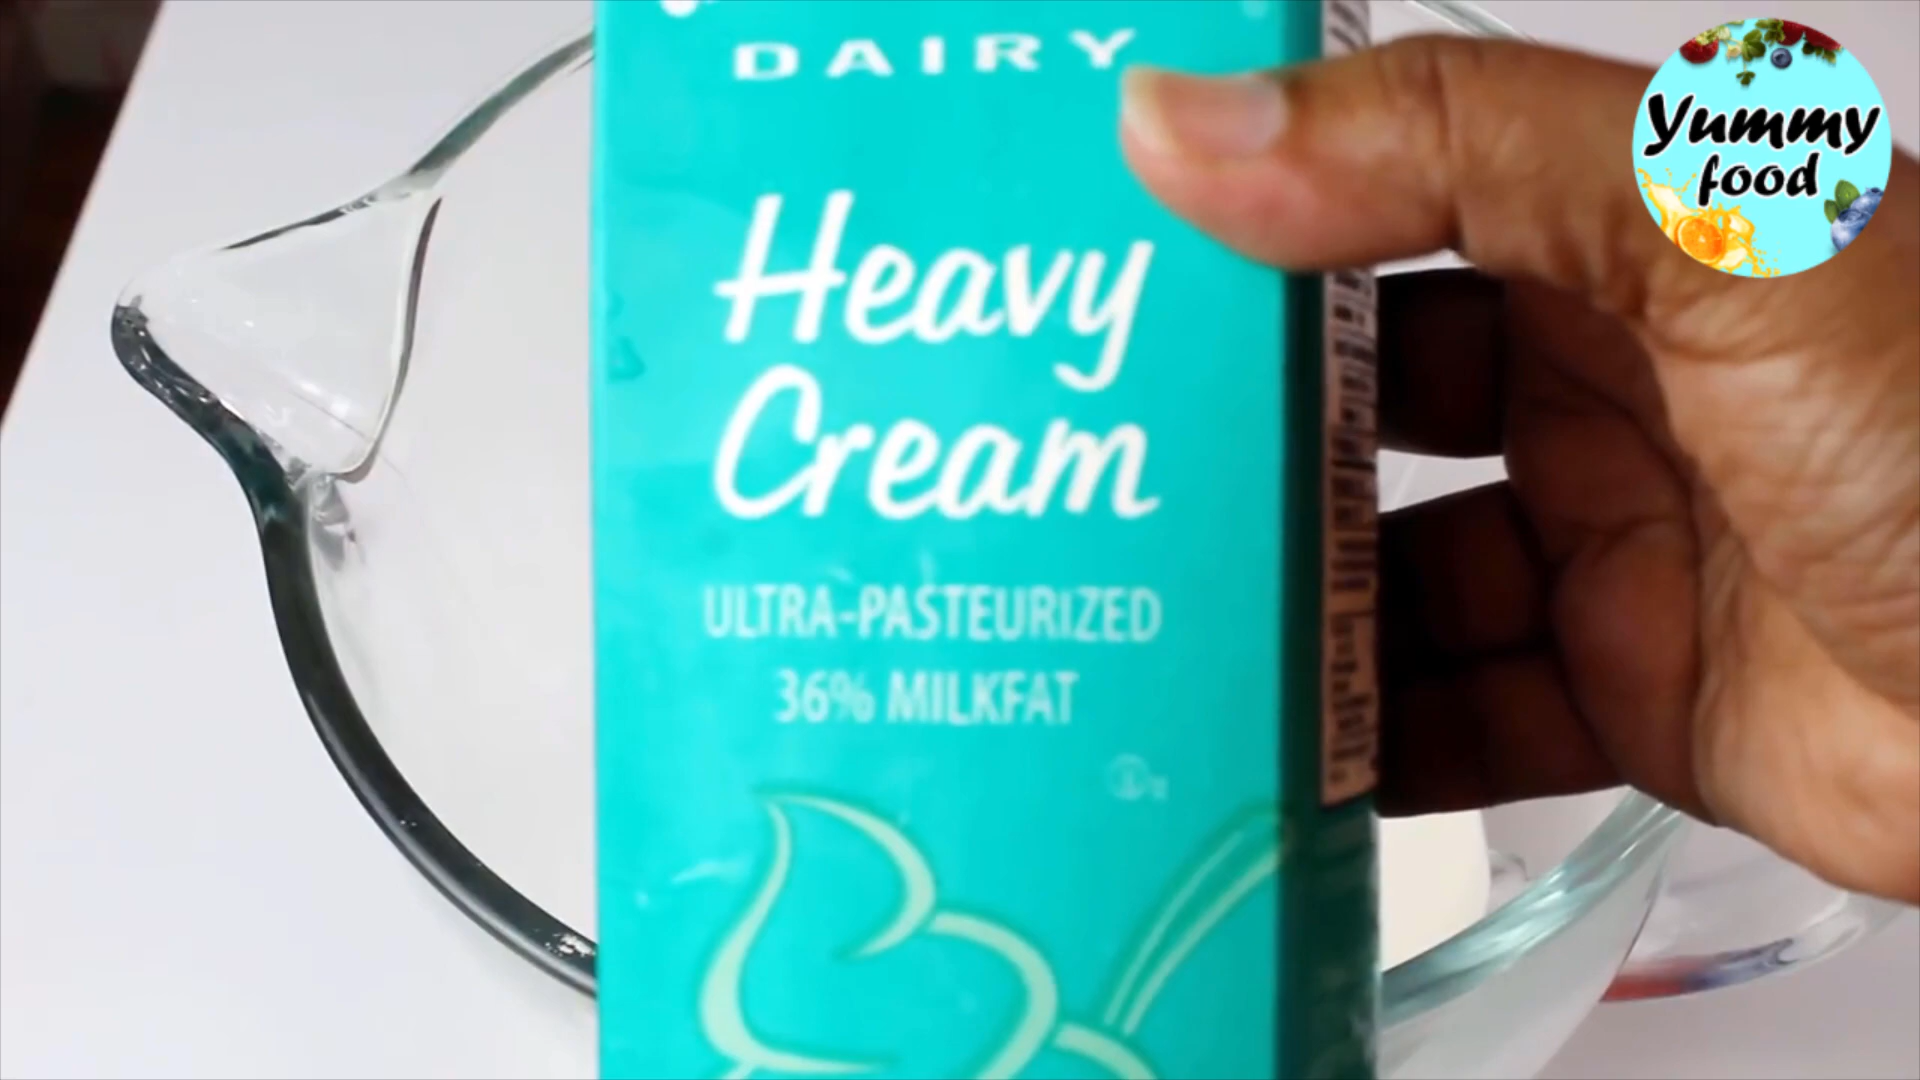 DAIRY
Heavy
Cream
ULTRA-PASTEURIZED
36% MILKFAT
Yummy
food